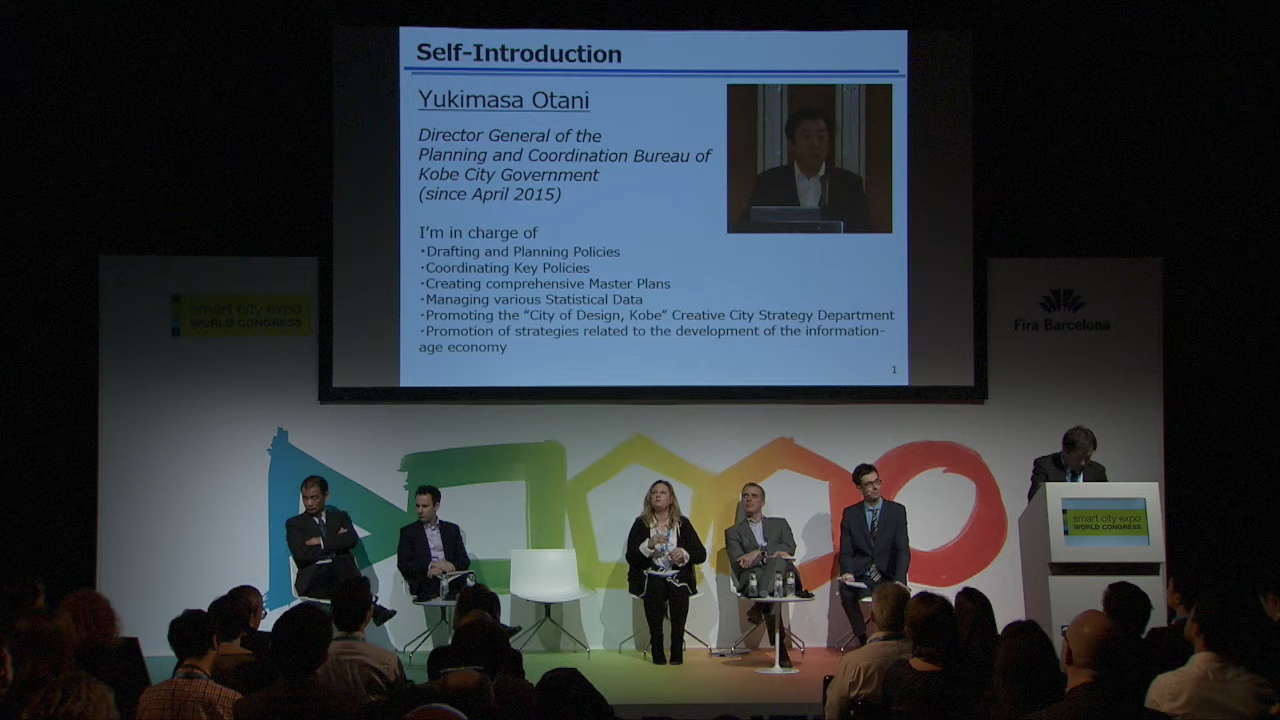 Self-Introduction
Yukimasa Otani
Director General of the
Planning and Coordination Bureau of
Kobe City Government
(since April 2015)
I'm in charge of
・Drafting and Planning Policies
・Coordinating Key Policies
・Creating comprehensive Master Plans
・Managing various Statistical Data
・Promoting the "City of Design, Kobe" Creative City Strategy Department
・Promotion of strategies related to the development of the information-
age economy
1
smart city expo
WORLD CONGRESS
Fira Barcelona
smart city expo
WORLD CONGRESS